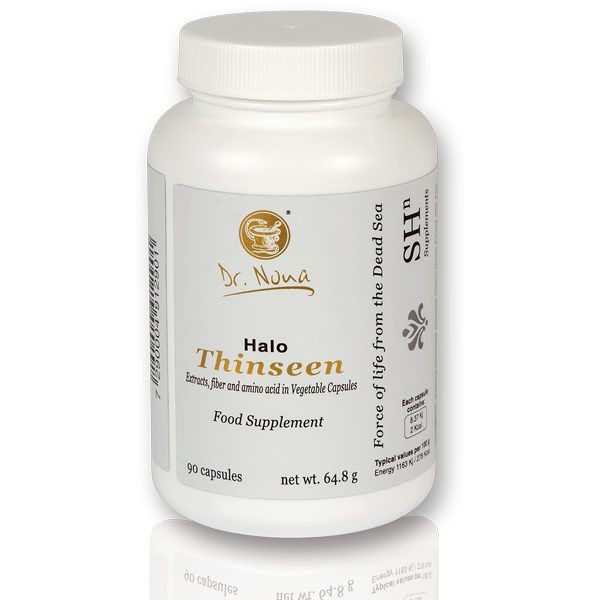 ®
Dr. Nona
Halo
Thinseen
Extracts, fiber and amino acid in Vegetable Capsules
Food Supplement
90 capsules net wt. 64.8 g
7290004912901
Force of life from the Dead Sea
SHⁿ
Supplements
Each capsule
contains:
8.37 Kj
2 Kcal
Typical values per 100 g
Energy 1163 Kj / 278 Kcal